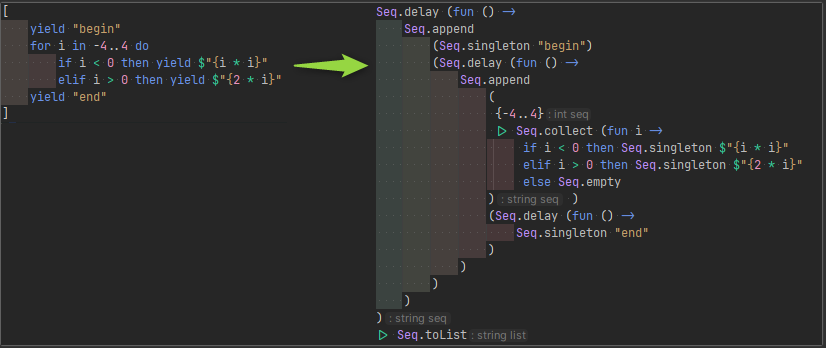 [
    yield "begin"
    for i in -4..4 do
        if i < 0 then yield $"{i * i}"
        elif i > 0 then yield $"{2 * i}"
    yield "end"
]
Seq.delay (fun () ->
    Seq.append
        (Seq.singleton "begin")
        (Seq.delay (fun () ->
            Seq.append
                (
                 {-4..4} : int seq
                 |> Seq.collect (fun i ->
                     if i < 0 then Seq.singleton $"{i * i}"
                     elif i > 0 then Seq.singleton $"{2 * i}"
                     else Seq.empty
                ) : string seq )
                (Seq.delay (fun () ->
                    Seq.singleton "end"
                )
            )
        )
    )
) : string seq
|> Seq.toList : string list